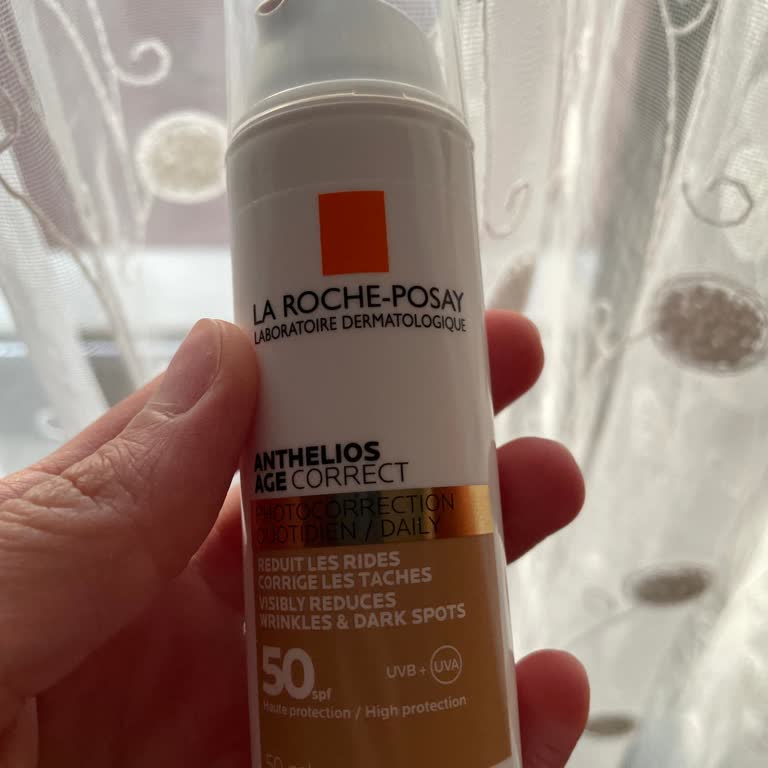 LA ROCHE-POSAY
LABORATOIRE DERMATOLOGIQUE
ANTHELIOS
AGE CORRECT
PHOTOCORRECTION
QUOTIDIEN / DAILY
REDUIT LES RIDES
CORRIGE LES TACHES
VISIBLY REDUCES
WRINKLES & DARK SPOTS
50 spf
UVB + UVA
Haute protection / High protection